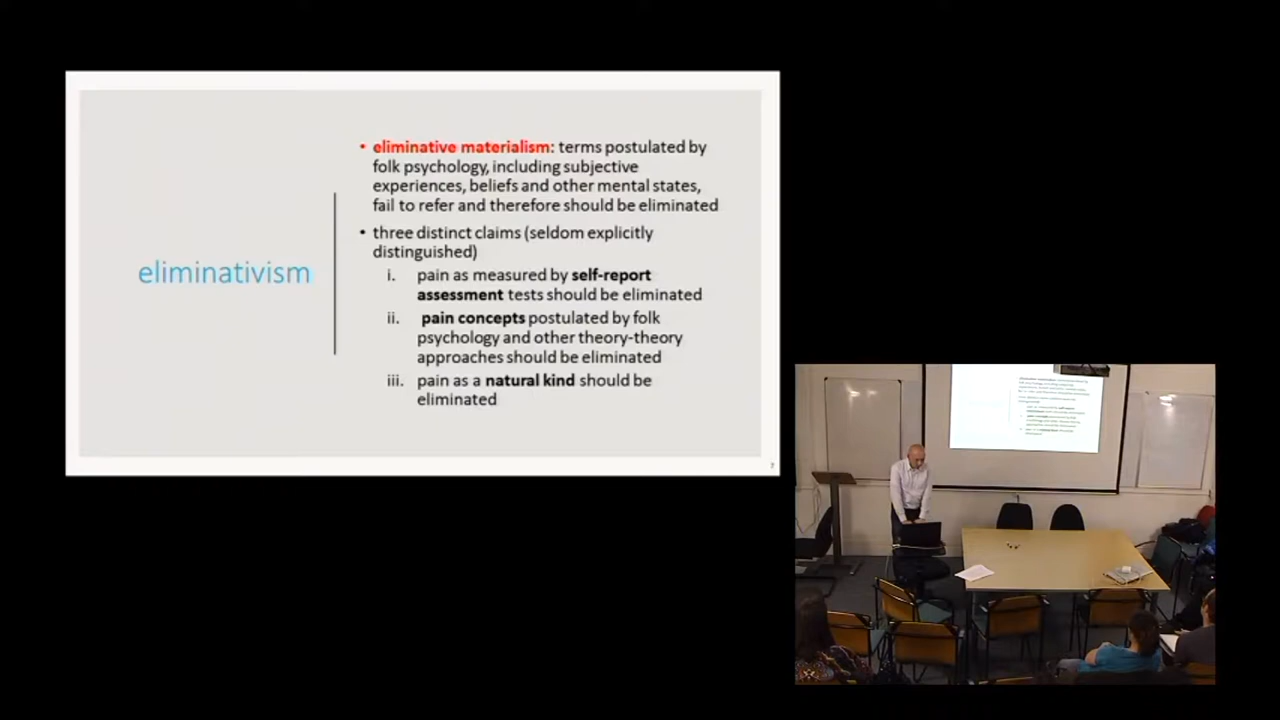 eliminativism
• eliminative materialism: terms postulated by
folk psychology, including subjective
experiences, beliefs and other mental states,
fail to refer and therefore should be eliminated
• three distinct claims (seldom explicitly
distinguished)
i. pain as measured by self-report
assessment tests should be eliminated
ii. pain concepts postulated by folk
psychology and other theory-theory
approaches should be eliminated
iii. pain as a natural kind should be
eliminated